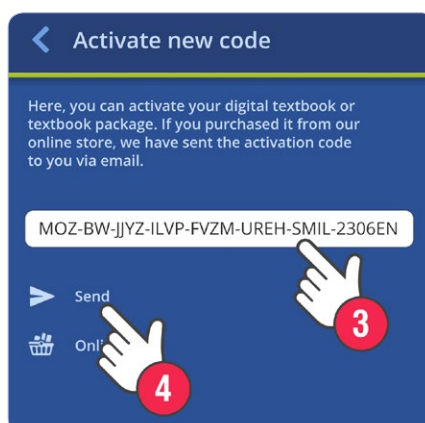 Activate new code
Here, you can activate your digital textbook or
textbook package. If you purchased it from our
online store, we have sent the activation code
to you via email.
MOZ-BW-JJYZ-ILVP-FVZM-UREH-SMIL-2306EN
3
Send
4